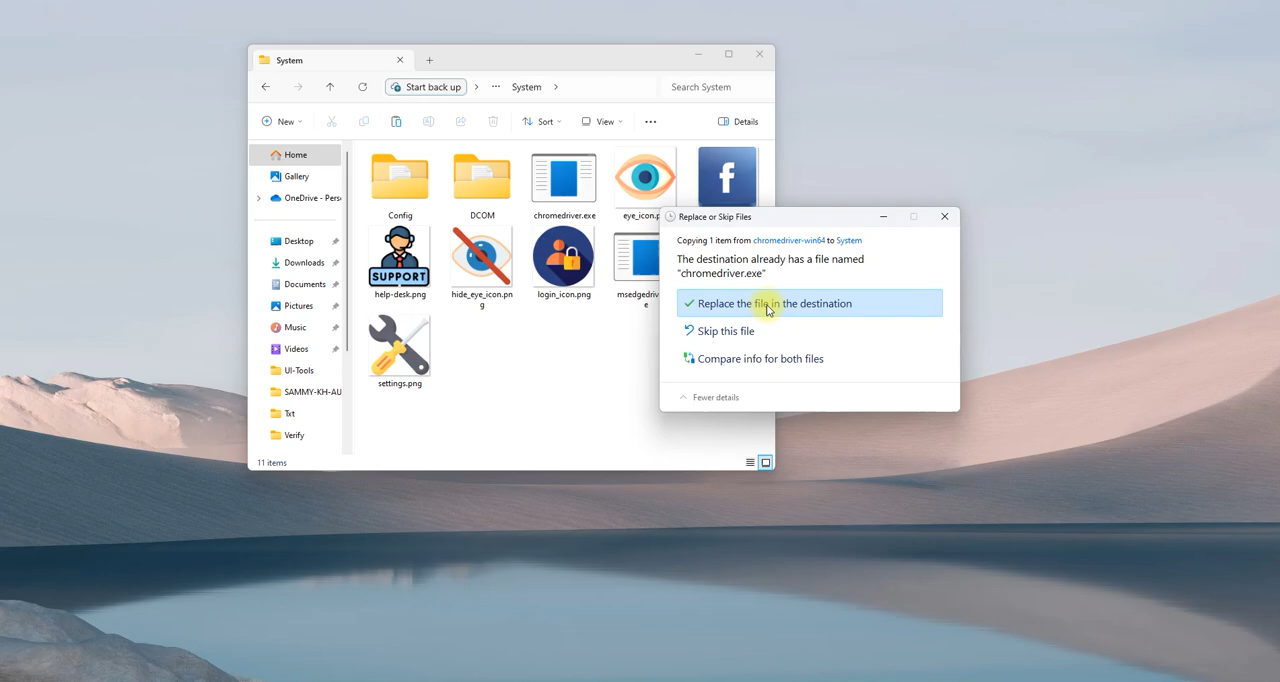 System
Start back up
System
Search System
New
Sort
View
Details
Home
Gallery
OneDrive - Pers
Desktop
Downloads
Documents
Pictures
Music
Videos
UI-Tools
SAMMY-KH-AU
Txt
Verify
Config
DCOM
chromedriver.exe
eye_icon.p
f
SUPPORT
help-desk.png
hide_eye_icon.pn
g
login_icon.png
msedgedriv
e
settings.png
11 items
Replace or Skip Files
Copying 1 item from chromedriver-win64 to System
The destination already has a file named
"chromedriver.exe"
Replace the file in the destination
Skip this file
Compare info for both files
Fewer details